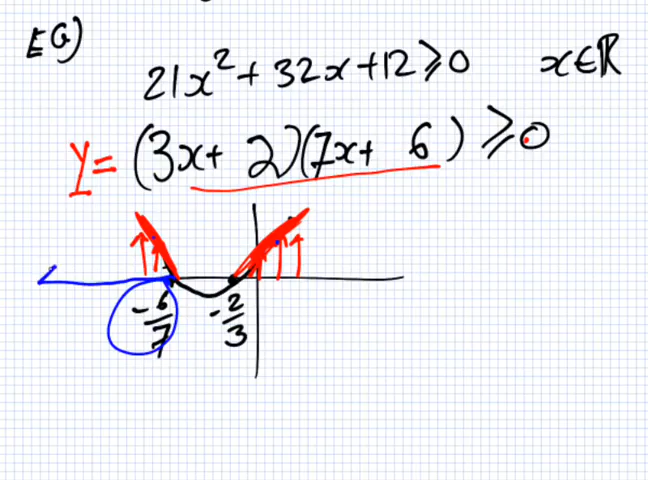 EG)
21x² + 32x + 12 ≥ 0 x ∈ ℝ
Y = (3x + 2)(7x + 6) ≥ 0
-6/7 -2/3